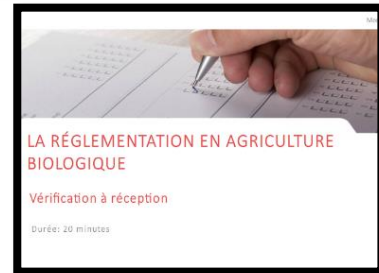 LA RÉGLEMENTATION EN AGRICULTURE
BIOLOGIQUE
Vérification à réception
Durée: 20 minutes